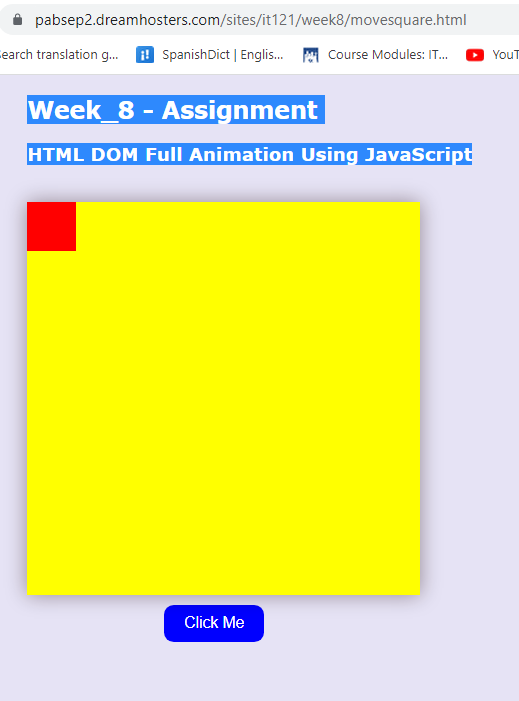 pabsep2.dreamhosters.com/sites/it121/week8/movesquare.html
earch translation g... SpanishDict | Englis... Course Modules: IT... YouT
Week_8 - Assignment
HTML DOM Full Animation Using JavaScript
Click Me